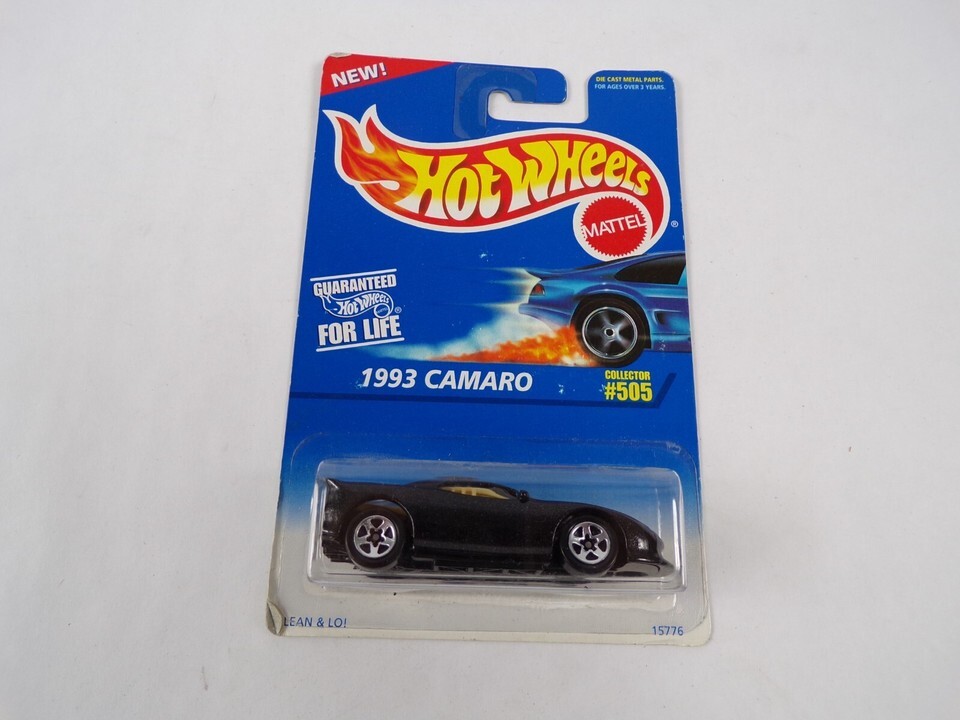 NEW!
DIE CAST METAL PARTS.
FOR AGES OVER 3 YEARS.
HOT WHEELS
MATTEL
®
GUARANTEED
HOT WHEELS ®
FOR LIFE
1993 CAMARO
COLLECTOR
#505
LEAN & LO!
15776